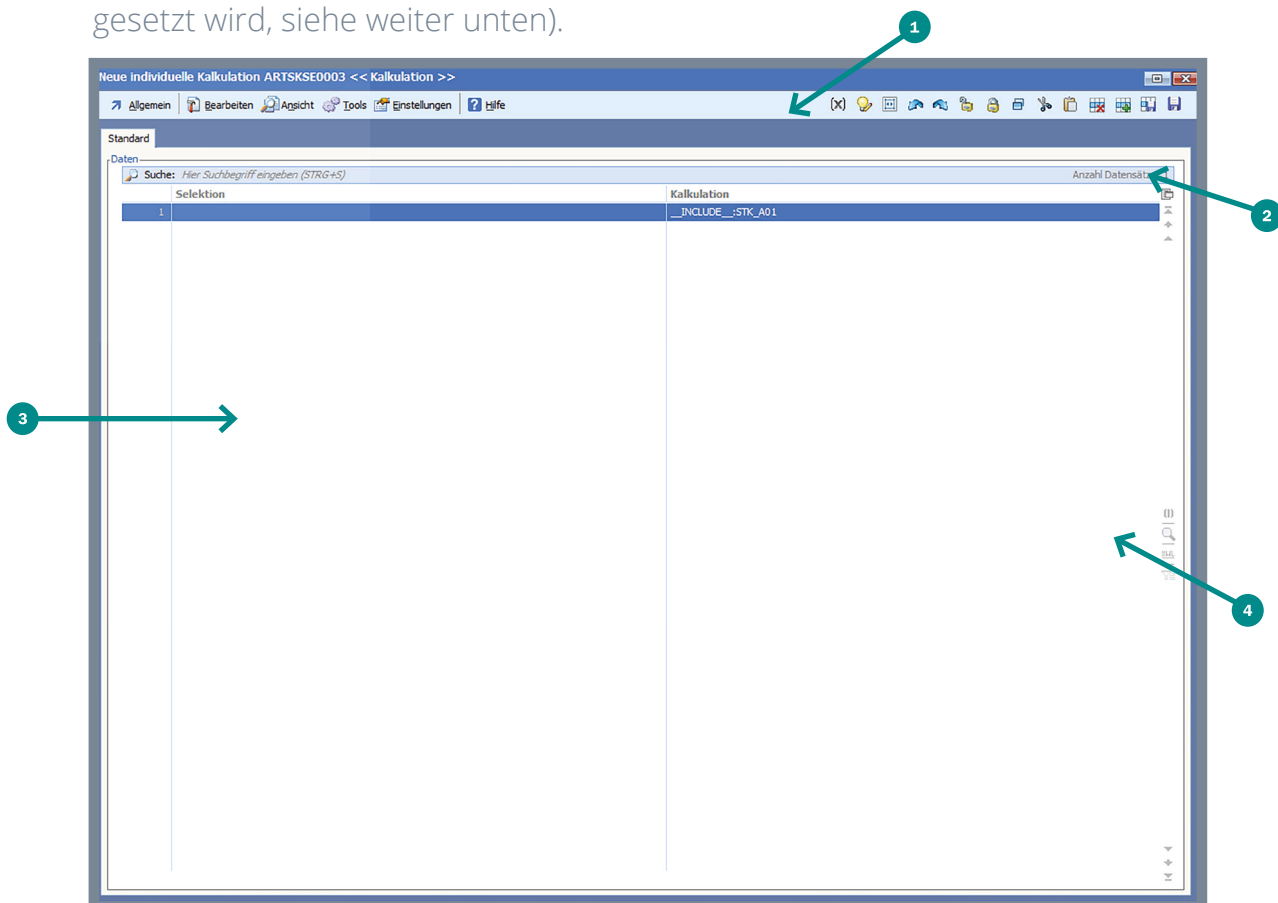 gesetzt wird, siehe weiter unten).
1
Neue individuelle Kalkulation ARTSKSE0003 << Kalkulation >>
Allgemein Bearbeiten Ansicht Tools Einstellungen Hilfe
Standard
Daten
Suche: Hier Suchbegriff eingeben (STRG+S) Anzahl
2
Selektion Kalkulation
1 __INCLUDE__:STK_A01
3
4